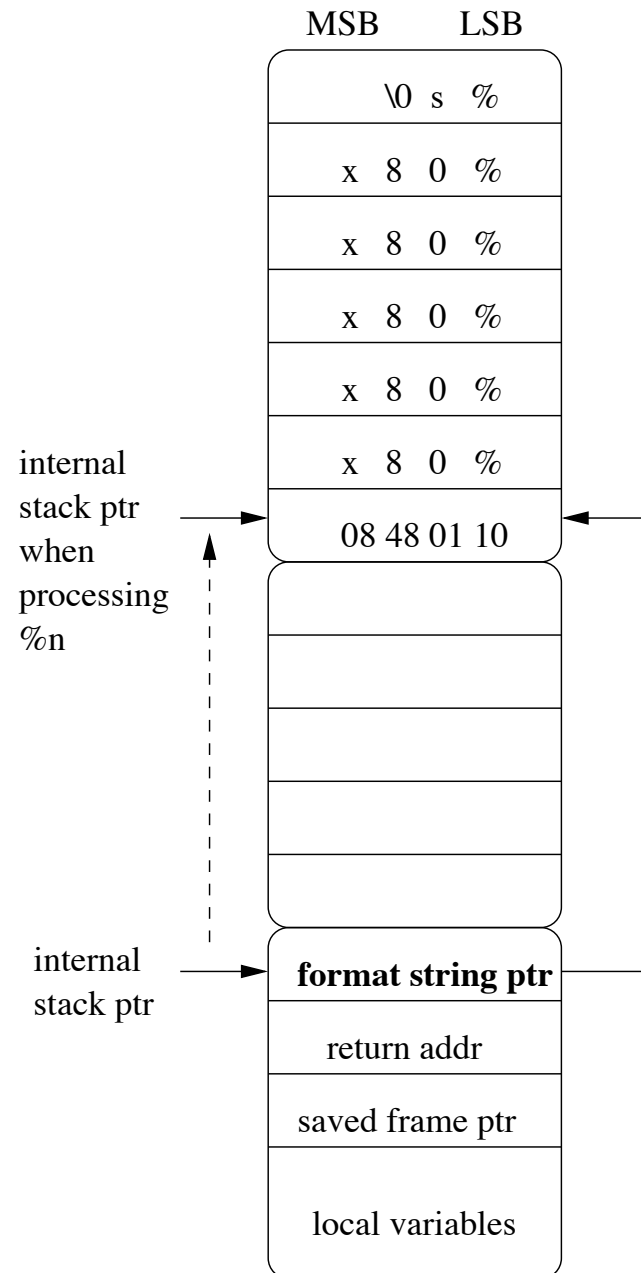 MSB LSB
\0 s %
x 8 0 %
x 8 0 %
x 8 0 %
x 8 0 %
x 8 0 %
internal
stack ptr
when
processing
%n
08 48 01 10
internal
stack ptr
format string ptr
return addr
saved frame ptr
local variables